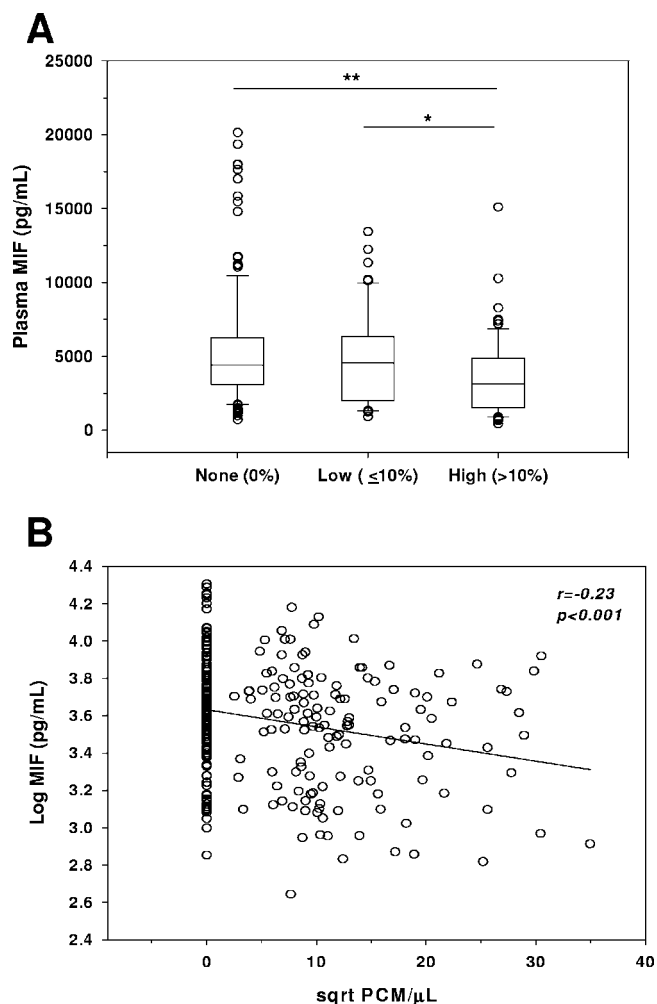 A
25000
20000
15000
10000
5000
0
Plasma MIF (pg/mL)
**
*
None (0%) Low ( ≤10%) High (>10%)
B
4.4
4.2
4.0
3.8
3.6
3.4
3.2
3.0
2.8
2.6
2.4
Log MIF (pg/mL)
r=-0.23
p<0.001
0 10 20 30 40
sqrt PCM/μL